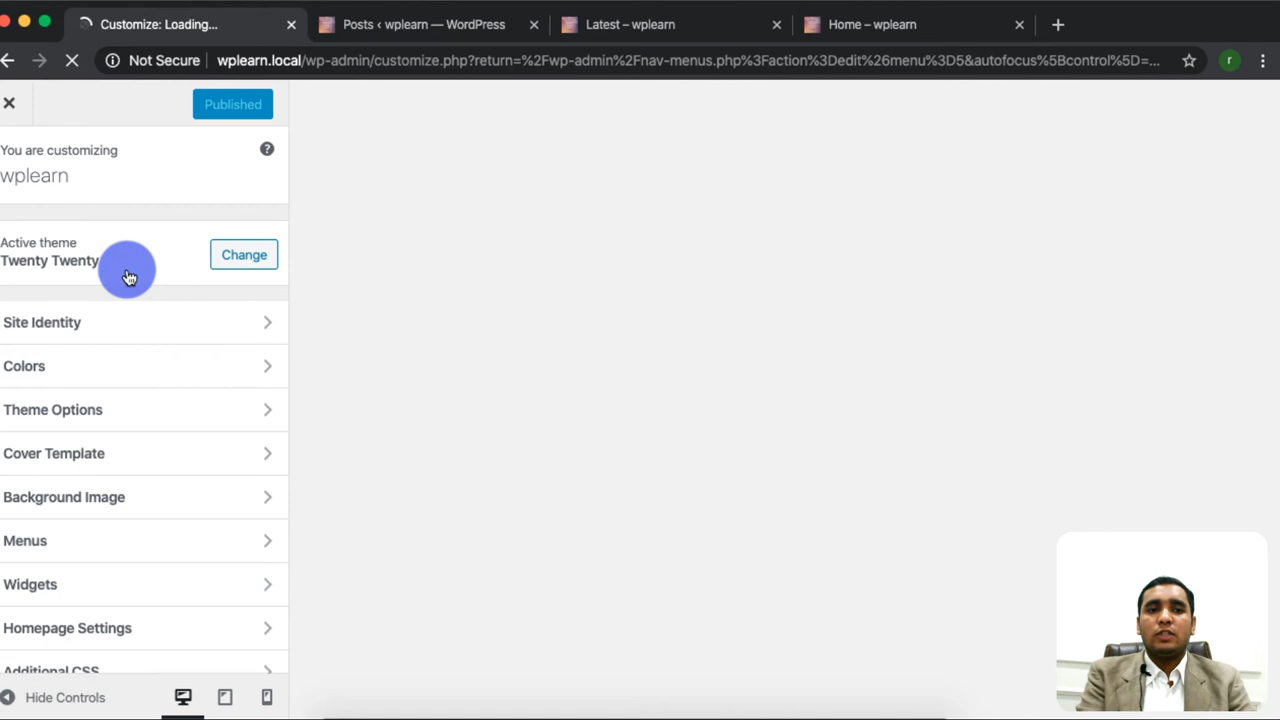 Customize: Loading...
Posts ‹ wplearn — WordPress
Latest – wplearn
Home – wplearn
Not Secure
wplearn.local/wp-admin/customize.php?return=%2Fwp-admin%2Fnav-menus.php%3Faction%3Dedit%26menu%3D5&autofocus%5Bcontrol%5D=...
r
Published
You are customizing
wplearn
Active theme
Twenty Twenty
Change
Site Identity
Colors
Theme Options
Cover Template
Background Image
Menus
Widgets
Homepage Settings
Additional CSS
Hide Controls